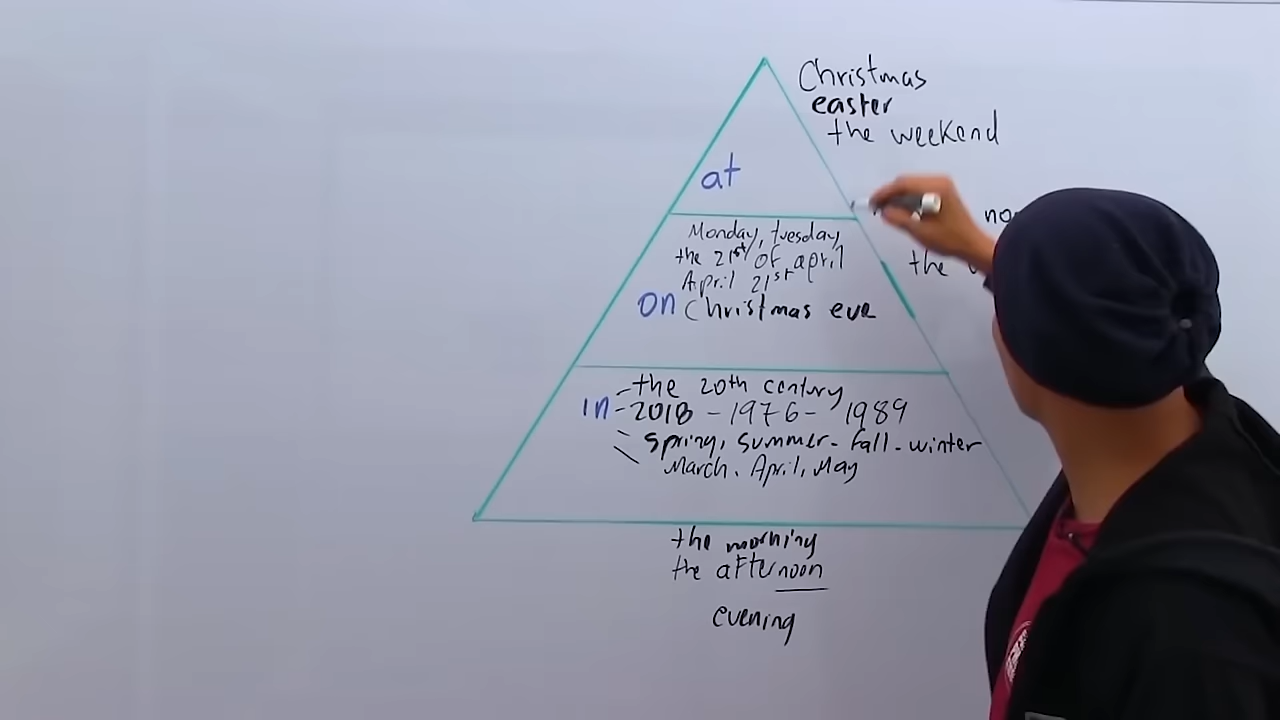 Christmas
easter
the weekend
at
Monday, tuesday,
the 21st of april
April 21st
on Christmas eve
the
in - the 20th century
- 2018 - 1976 - 1989
- spring, summer - fall - winter
March. April, May
the morning
the afternoon
evening